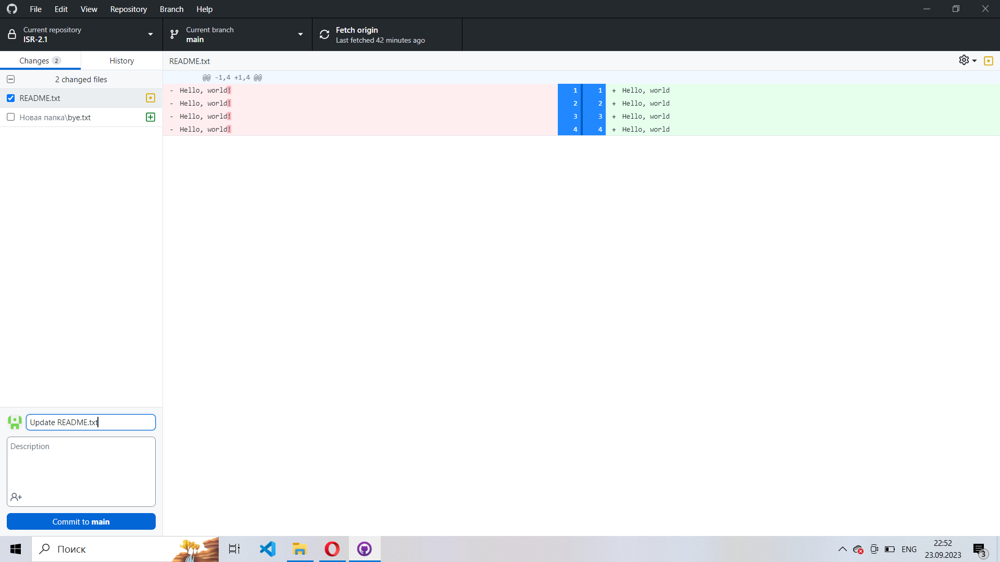 File Edit View Repository Branch Help
Current repository
ISR-2.1
Current branch
main
Fetch origin
Last fetched 42 minutes ago
Changes 2
History
README.txt
2 changed files
@@ -1,4 +1,4 @@
README.txt
Новая папка\bye.txt
- Hello, world! 1 1 + Hello, world
- Hello, world! 2 2 + Hello, world
- Hello, world! 3 3 + Hello, world
- Hello, world! 4 4 + Hello, world
Update README.txt
Description
Commit to main
Поиск
ENG
22:52
23.09.2023
3